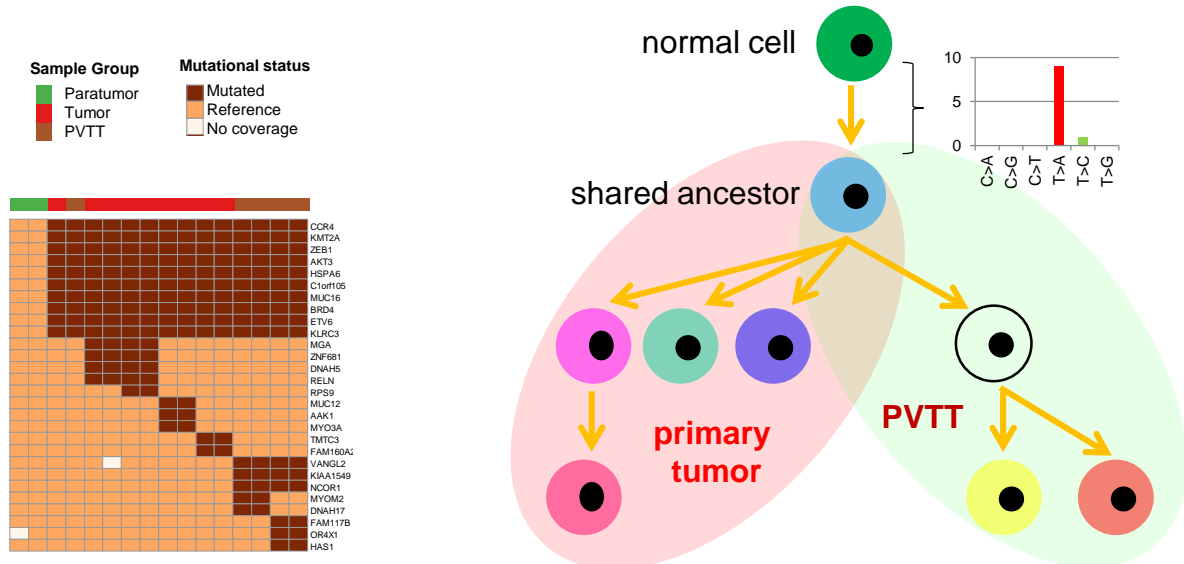 Sample Group
Paratumor
Tumor
PVTT
Mutational status
Mutated
Reference
No coverage
CCR4
KMT2A
ZEB1
AKT3
HSPA6
C1orf105
MUC16
BRD4
ETV6
KLRC3
MGA
ZNF681
DNAH5
RELN
RPS9
MUC12
AAK1
MYO3A
TMTC3
FAM160A2
VANGL2
KIAA1549
NCOR1
MYOM2
DNAH17
FAM117B
OR4X1
HAS1
normal cell
shared ancestor
primary
tumor
PVTT
10
5
0
C>A
C>G
C>T
T>A
T>C
T>G